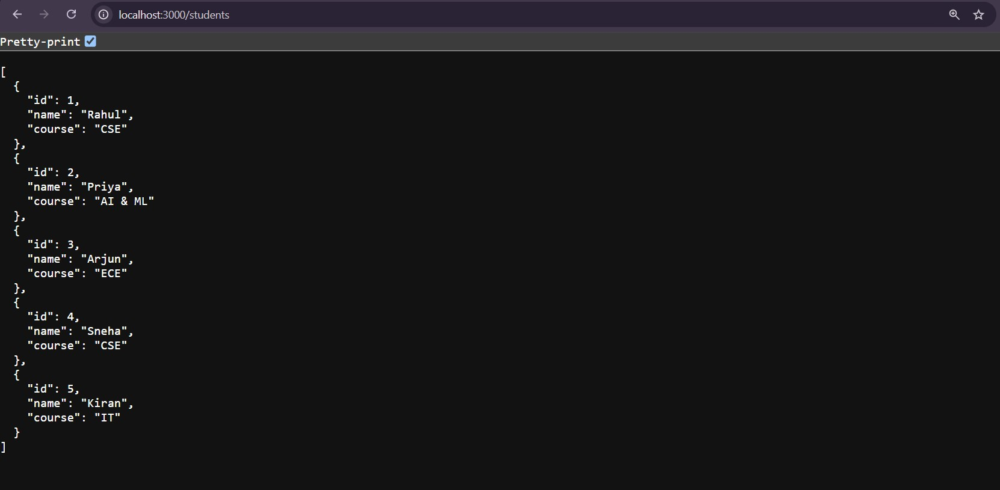 localhost:3000/students
Pretty-print
[
  {
    "id": 1,
    "name": "Rahul",
    "course": "CSE"
  },
  {
    "id": 2,
    "name": "Priya",
    "course": "AI & ML"
  },
  {
    "id": 3,
    "name": "Arjun",
    "course": "ECE"
  },
  {
    "id": 4,
    "name": "Sneha",
    "course": "CSE"
  },
  {
    "id": 5,
    "name": "Kiran",
    "course": "IT"
  }
]